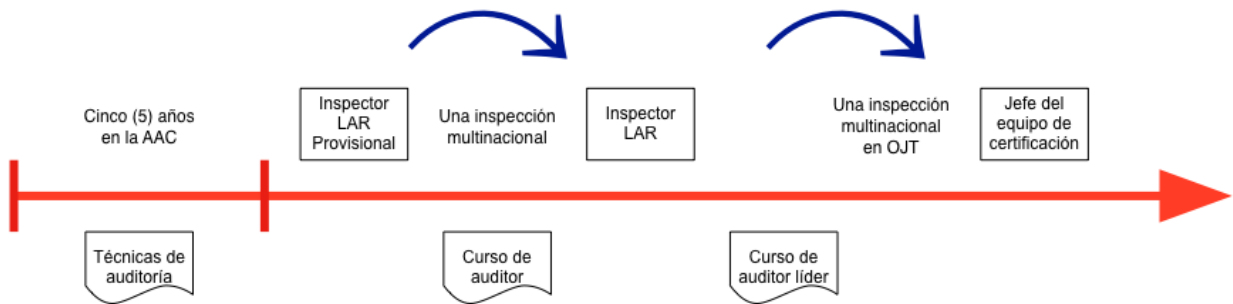 Cinco (5) años
en la AAC
Inspector
LAR
Provisional
Una inspección
multinacional
Inspector
LAR
Una inspección
multinacional
en OJT
Jefe del
equipo de
certificación
Técnicas de
auditoría
Curso de
auditor
Curso de
auditor líder